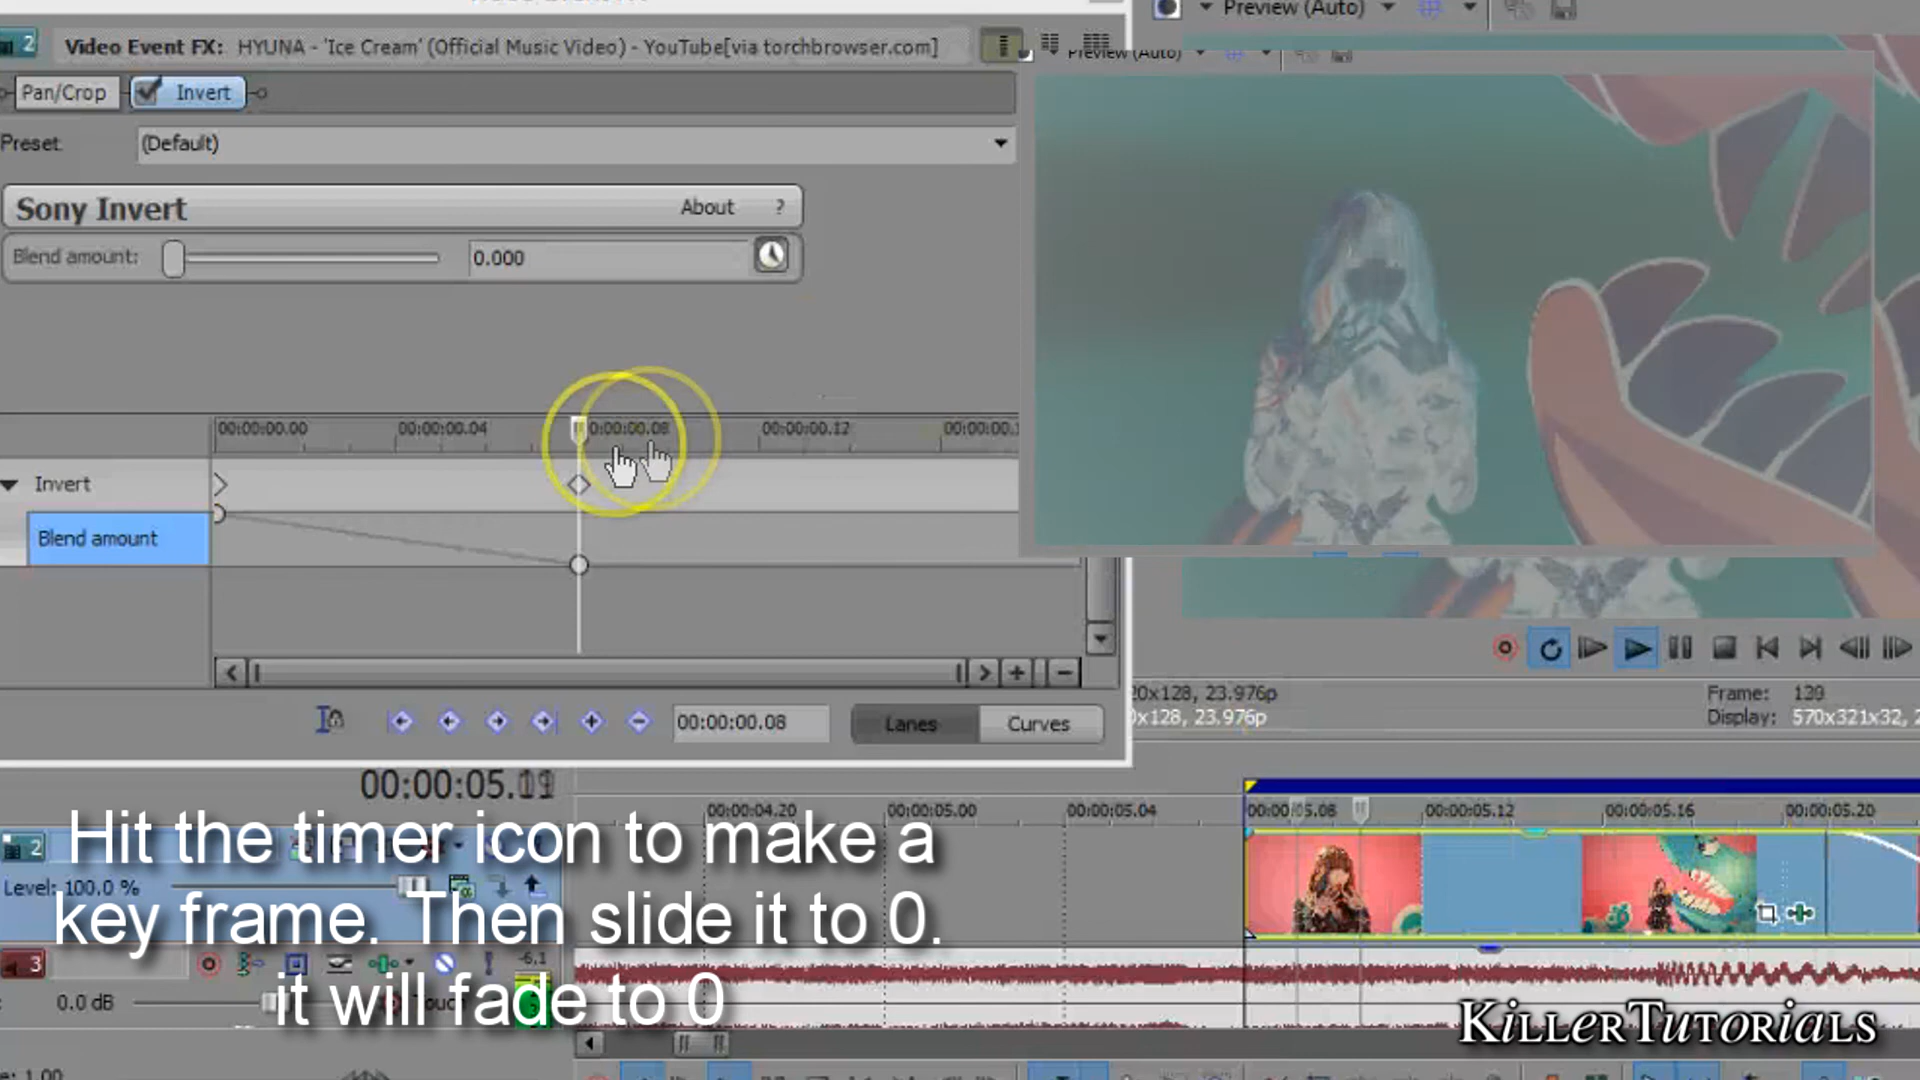 Preview (Auto)
2
Video Event FX: HYUNA - 'Ice Cream' (Official Music Video) - YouTube[via torchbrowser.com]
Preview (Auto)
Pan/Crop
Invert
Preset
(Default)
Sony Invert
About
?
Blend amount:
0.000
00:00:00.00
00:00:00.04
0:00:00.08
00:00:00.12
00:00:00.1
Invert
Blend amount
20x128, 23.976p
0x128, 23.976p
Frame: 139
Display: 570x321x32, 2
00:00:00.08
Lanes
Curves
00:00:05.
00:00:04.20
00:00:05.00
00:00:05.04
00:00:05.08
00:00:05.12
00:00:05.16
00:00:05.20
2
Level: 100.0 %
Hit the timer icon to make a
key frame. Then slide it to 0.
it will fade to 0
3
-6.1
0.0 dB
Touch
KillerTutorials
1.00